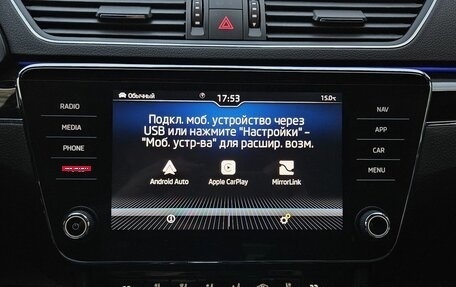 Обычный 17:53 15.0°C
RADIO
MEDIA
PHONE
NAV
APP
CAR
MENU
Подкл. моб. устройство через
USB или нажмите "Настройки" –
"Моб. устр-ва" для расшир. возм.
Android Auto Apple CarPlay MirrorLink